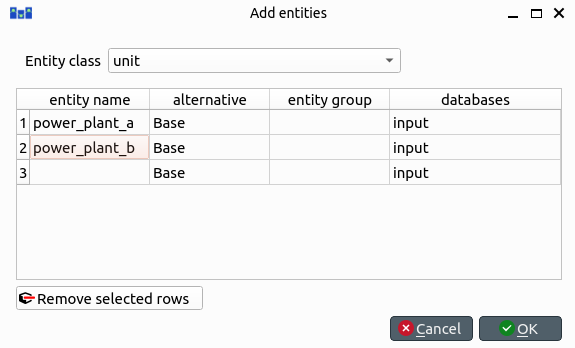 Add entities
Entity class unit
entity name alternative entity group databases
1 power_plant_a Base input
2 power_plant_b Base input
3 Base input
Remove selected rows
Cancel OK